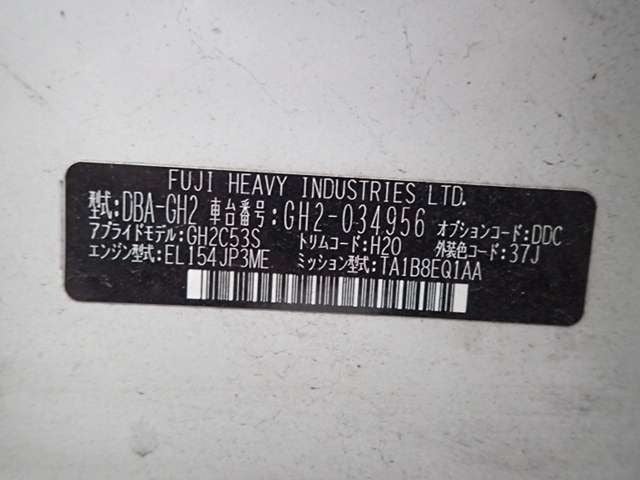 FUJI HEAVY INDUSTRIES LTD.
型式:DBA-GH2 車台番号:GH2-034956 オプションコード:DDC
アプライドモデル:GH2C53S トリムコード:H20 外装色コード:37J
エンジン型式:EL154JP3ME ミッション型式:TA1B8EQ1AA